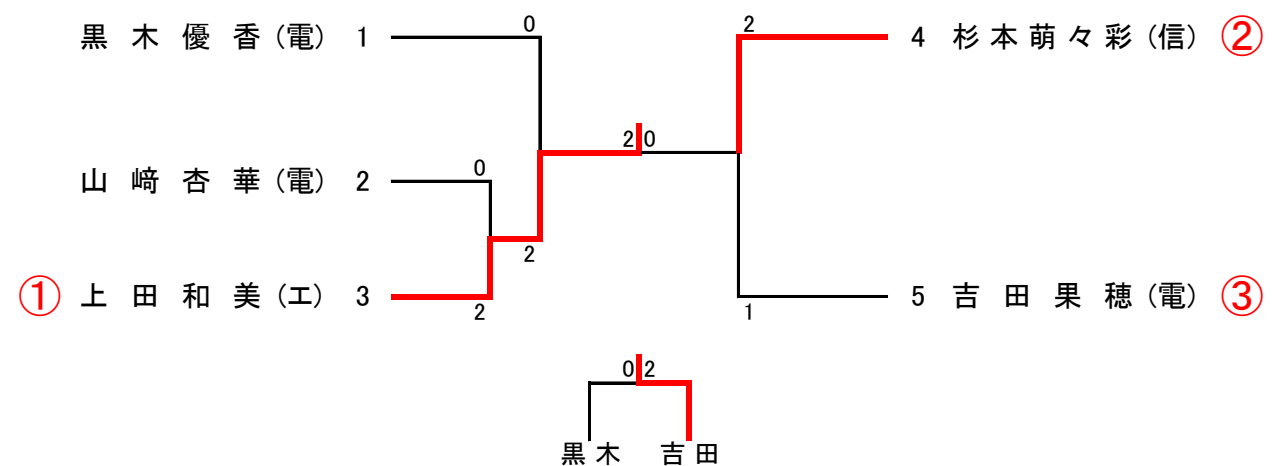 黒木優香(電) 1 0
2 4 杉本萌々彩(信) ②
2 0
山﨑杏華(電) 2 0
2
① 上田和美(エ) 3 2
1 5 吉田果穂(電) ③
0 2
黒木 吉田